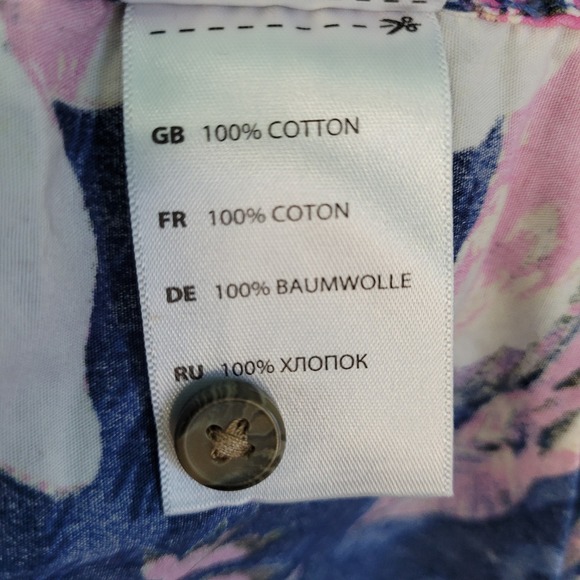 GB 100% COTTON
FR 100% COTON
DE 100% BAUMWOLLE
RU 100% ХЛОПОК